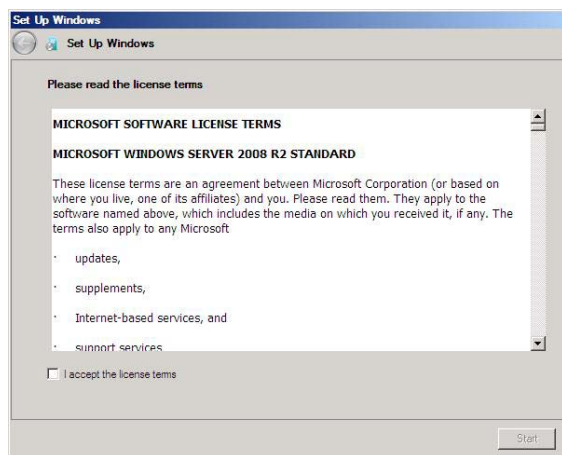 Set Up Windows
Set Up Windows
Please read the license terms
MICROSOFT SOFTWARE LICENSE TERMS
MICROSOFT WINDOWS SERVER 2008 R2 STANDARD
These license terms are an agreement between Microsoft Corporation (or based on
where you live, one of its affiliates) and you. Please read them. They apply to the
software named above, which includes the media on which you received it, if any. The
terms also apply to any Microsoft
· updates,
· supplements,
· Internet-based services, and
· support services
I accept the license terms
Start